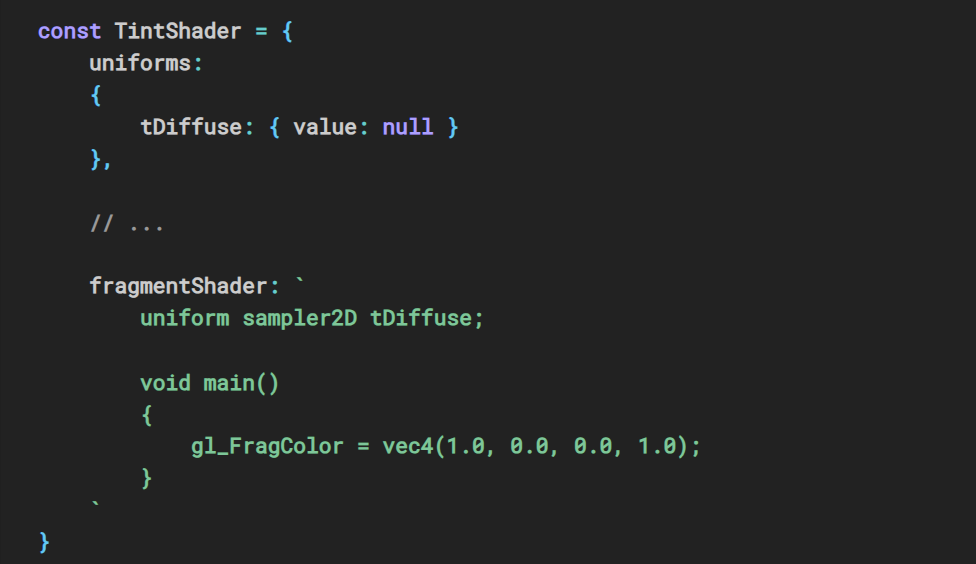 const TintShader = {
    uniforms:
    {
        tDiffuse: { value: null }
    },

    // ...

    fragmentShader: `
        uniform sampler2D tDiffuse;

        void main()
        {
            gl_FragColor = vec4(1.0, 0.0, 0.0, 1.0);
        }
    `
}